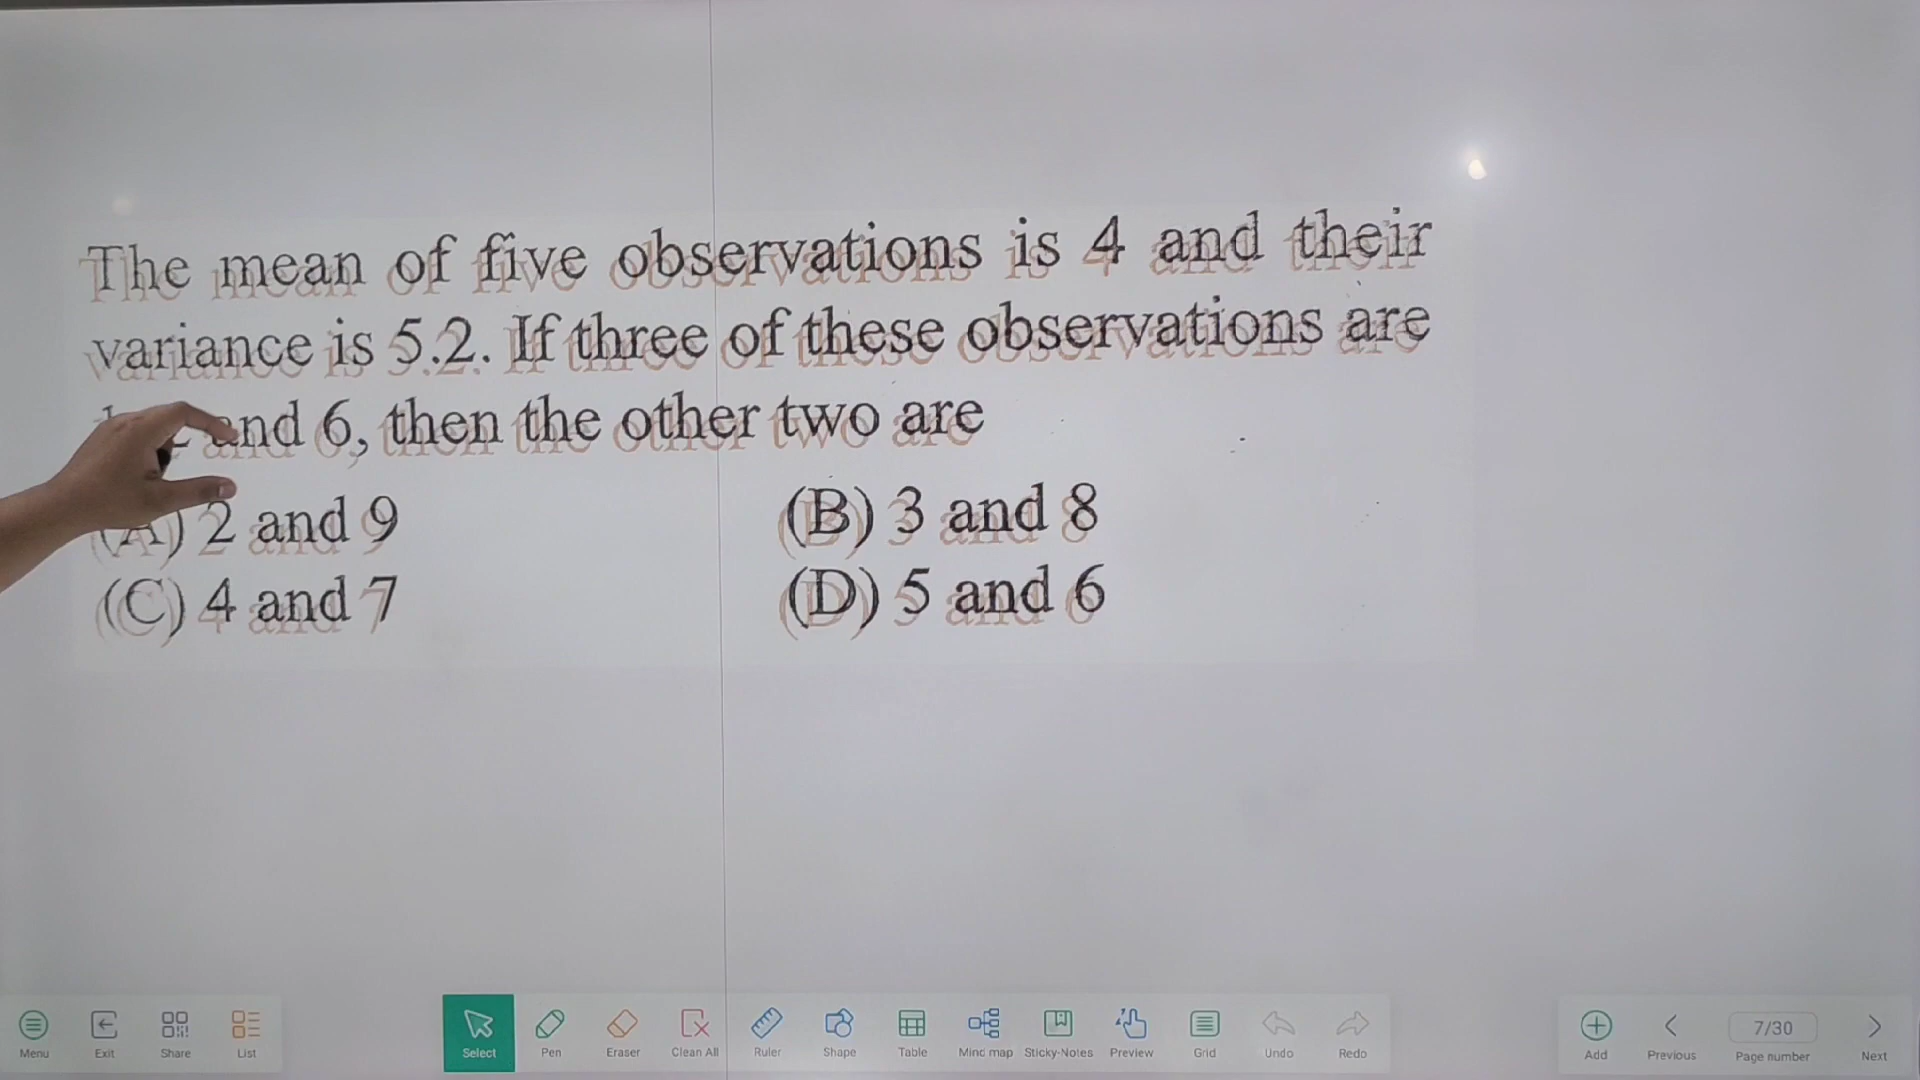 The mean of five observations is 4 and their
variance is 5.2. If three of these observations are
and 6, then the other two are
(A) 2 and 9
(B) 3 and 8
(C) 4 and 7
(D) 5 and 6
Menu
Exit
Share
List
Select
Pen
Eraser
Clean All
Ruler
Shape
Table
Mind map
Sticky-Notes
Preview
Grid
Undo
Redo
Add
Previous
7/30
Page number
Next